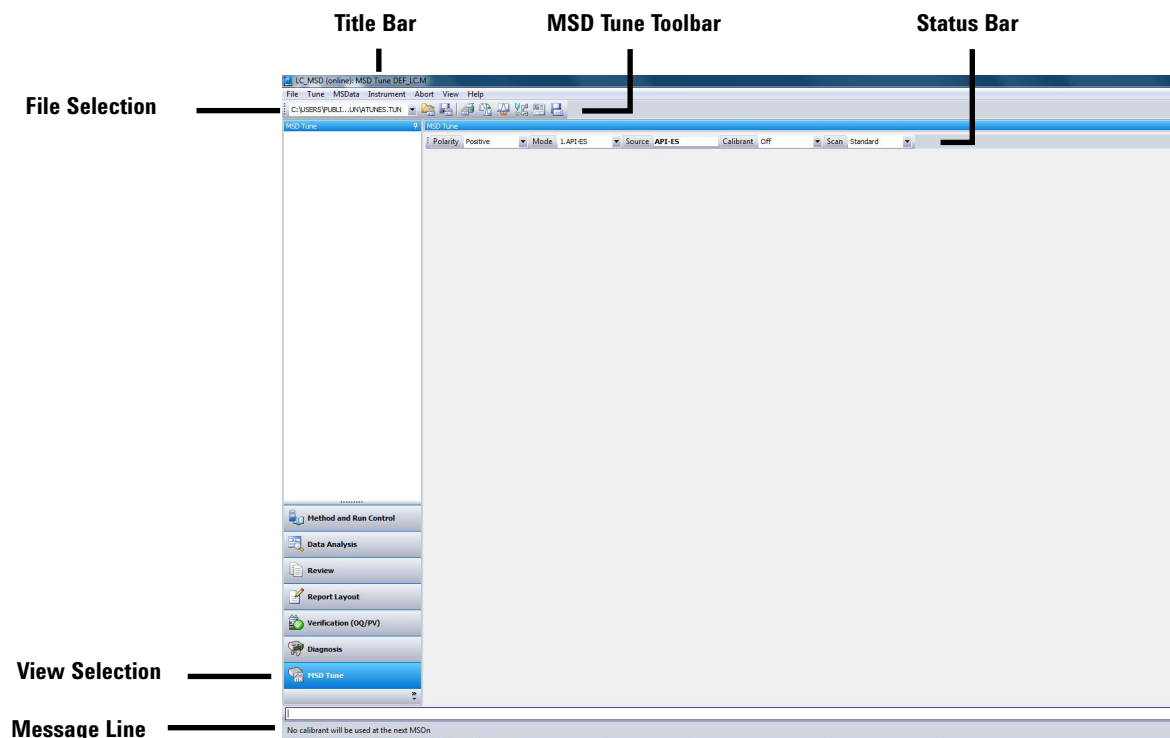 Title Bar MSD Tune Toolbar Status Bar
LC_MSD (online): MSD Tune DEF_LC.M
File Tune MSData Instrument Abort View Help
File Selection
C:\USERS\PUBLI...UN\ATUNES.TUN
MSD Tune MSD Tune
Polarity Positive Mode 1.API-ES Source API-ES Calibrant Off Scan Standard
Method and Run Control
Data Analysis
Review
Report Layout
Verification (OQ/PV)
Diagnosis
View Selection
MSD Tune
Message Line
No calibrant will be used at the next MSOn